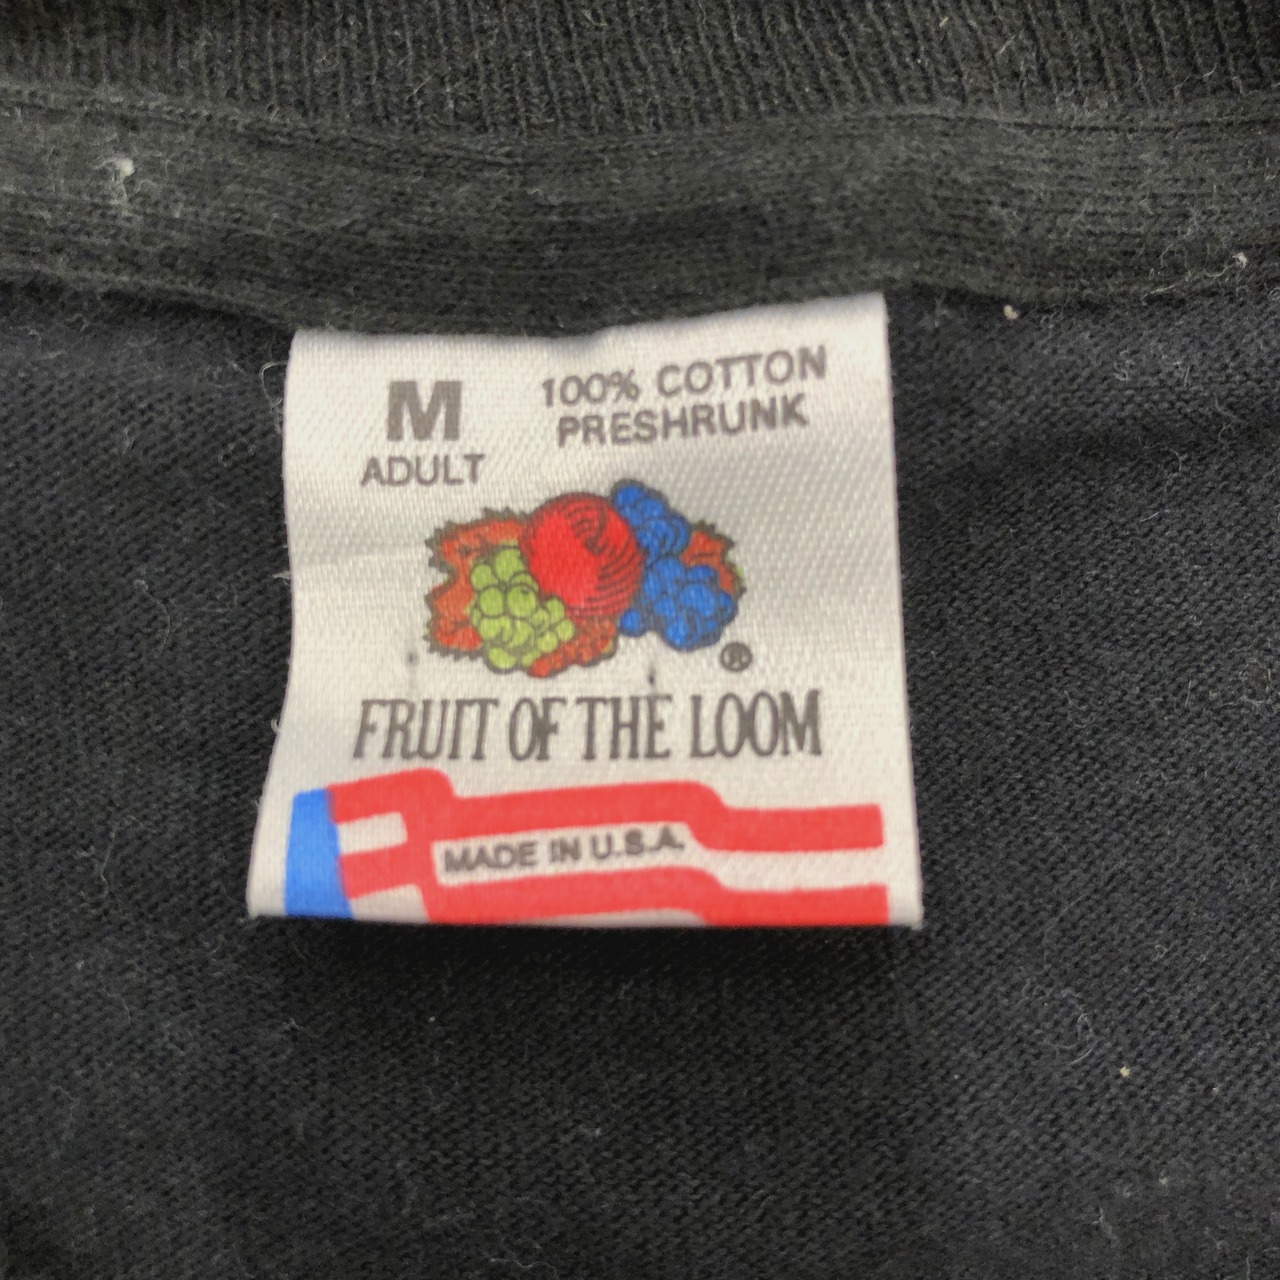 M
ADULT
100% COTTON
PRESHRUNK
®
FRUIT OF THE LOOM
MADE IN U.S.A.